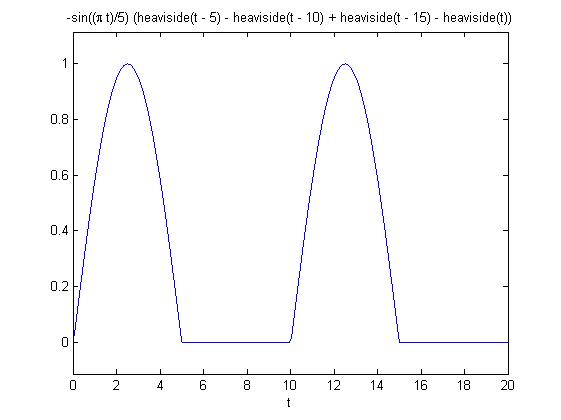 -sin((π t)/5) (heaviside(t - 5) - heaviside(t - 10) + heaviside(t - 15) - heaviside(t))
1
0.8
0.6
0.4
0.2
0
0 2 4 6 8 10 12 14 16 18 20
t